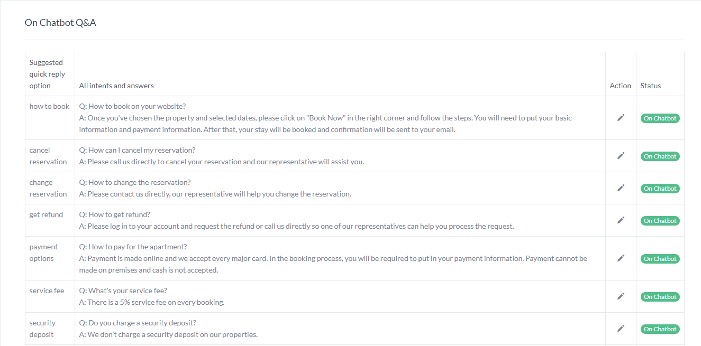 On Chatbot Q&A
Suggested
quick reply
option
All intents and answers
Action
Status
how to book
Q: How to book on your website?
A: Once you've chosen the property and selected dates, please click on "Book Now" in the right corner and follow the steps. You will need to put your basic
information and payment information. After that, your stay will be booked and confirmation will be sent to your email.
On Chatbot
cancel
reservation
Q: How can I cancel my reservation?
A: Please call us directly to cancel your reservation and our representative will assist you.
On Chatbot
change
reservation
Q: How to change the reservation?
A: Please contact us directly, our representative will help you change the reservation.
On Chatbot
get refund
Q: How to get refund?
A: Please log in to your account and request the refund or call us directly so one of our representatives can help you process the request.
On Chatbot
payment
options
Q: How to pay for the apartment?
A: Payment is made online and we accept every major card. In the booking process, you will be required to put in your payment information. Payment cannot be
made on premises and cash is not accepted.
On Chatbot
service fee
Q: What's your service fee?
A: There is a 5% service fee on every booking.
On Chatbot
security
deposit
Q: Do you charge a security deposit?
A: We don't charge a security deposit on our properties.
On Chatbot